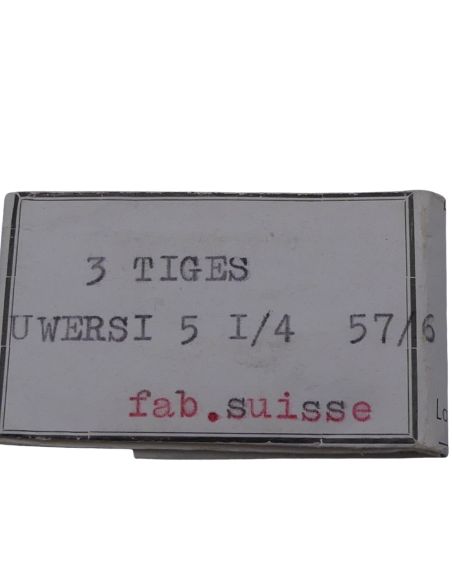 3 TIGES
UWERSI 5 I/4 57/6
fab.suisse